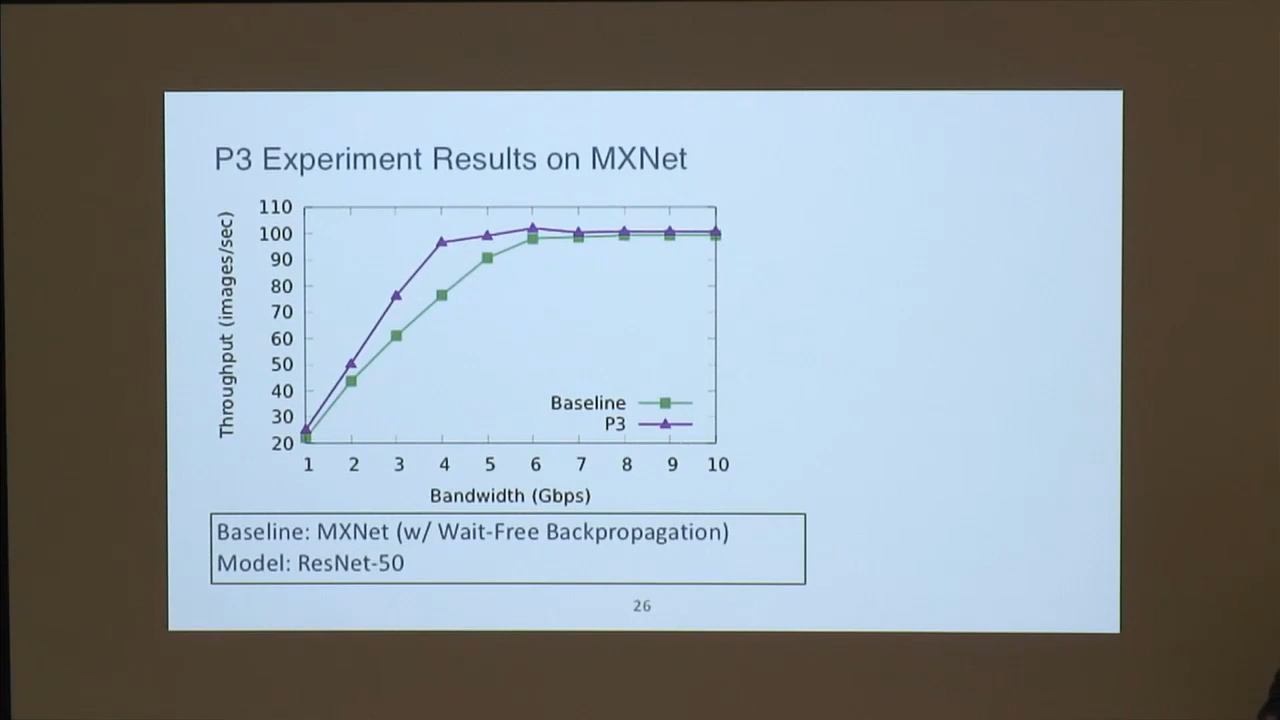 P3 Experiment Results on MXNet
Throughput (images/sec)
110
100
90
80
70
60
50
40
30
20
Baseline
P3
1 2 3 4 5 6 7 8 9 10
Bandwidth (Gbps)
Baseline: MXNet (w/ Wait-Free Backpropagation)
Model: ResNet-50
26